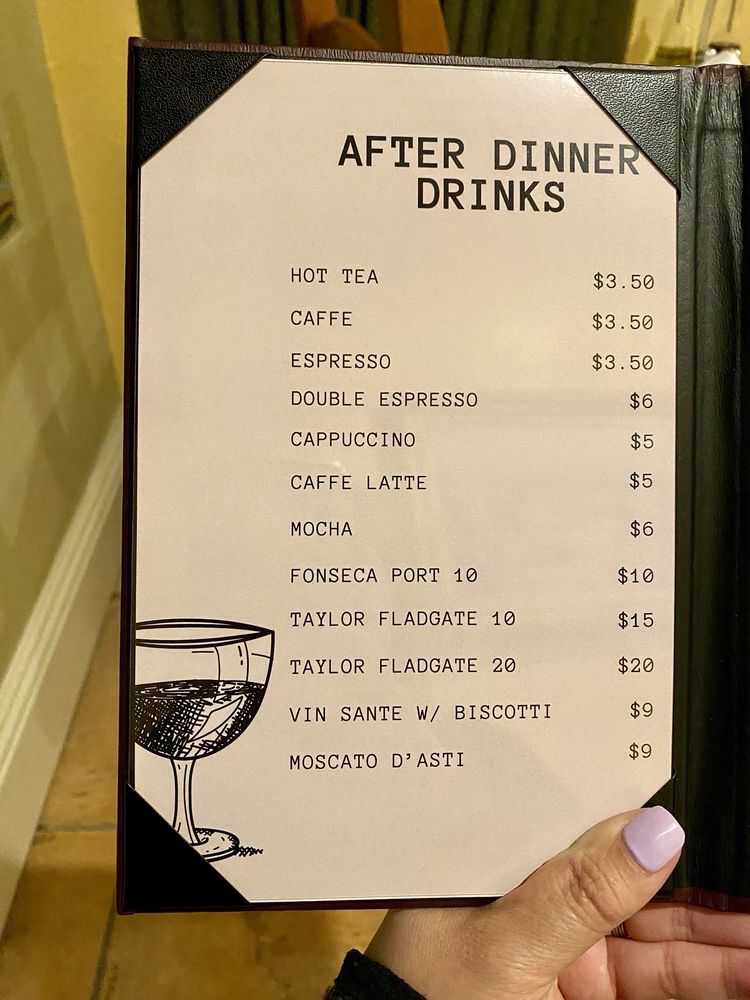 AFTER DINNER
DRINKS
HOT TEA $3.50
CAFFE $3.50
ESPRESSO $3.50
DOUBLE ESPRESSO $6
CAPPUCCINO $5
CAFFE LATTE $5
MOCHA $6
FONSECA PORT 10 $10
TAYLOR FLADGATE 10 $15
TAYLOR FLADGATE 20 $20
VIN SANTE W/ BISCOTTI $9
MOSCATO D'ASTI $9